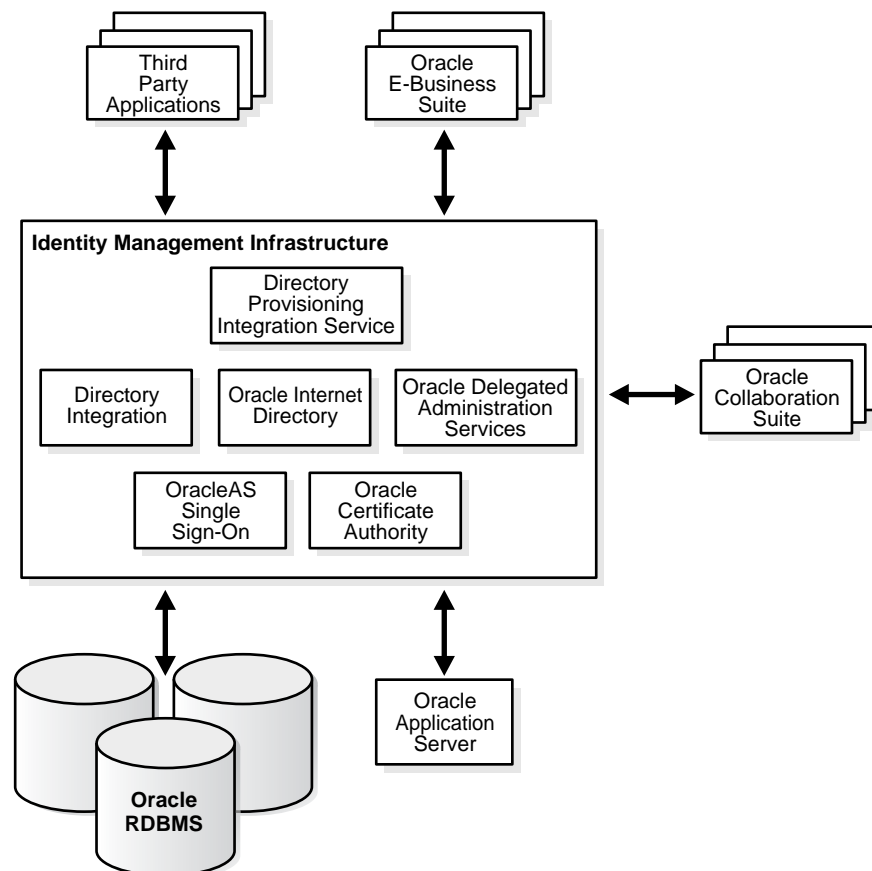 Third
Party
Applications
Oracle
E-Business
Suite
Identity Management Infrastructure
Directory
Provisioning
Integration Service
Directory
Integration
Oracle Internet
Directory
Oracle Delegated
Administration
Services
Oracle
Collaboration
Suite
OracleAS
Single
Sign-On
Oracle
Certificate
Authority
Oracle
RDBMS
Oracle
Application
Server